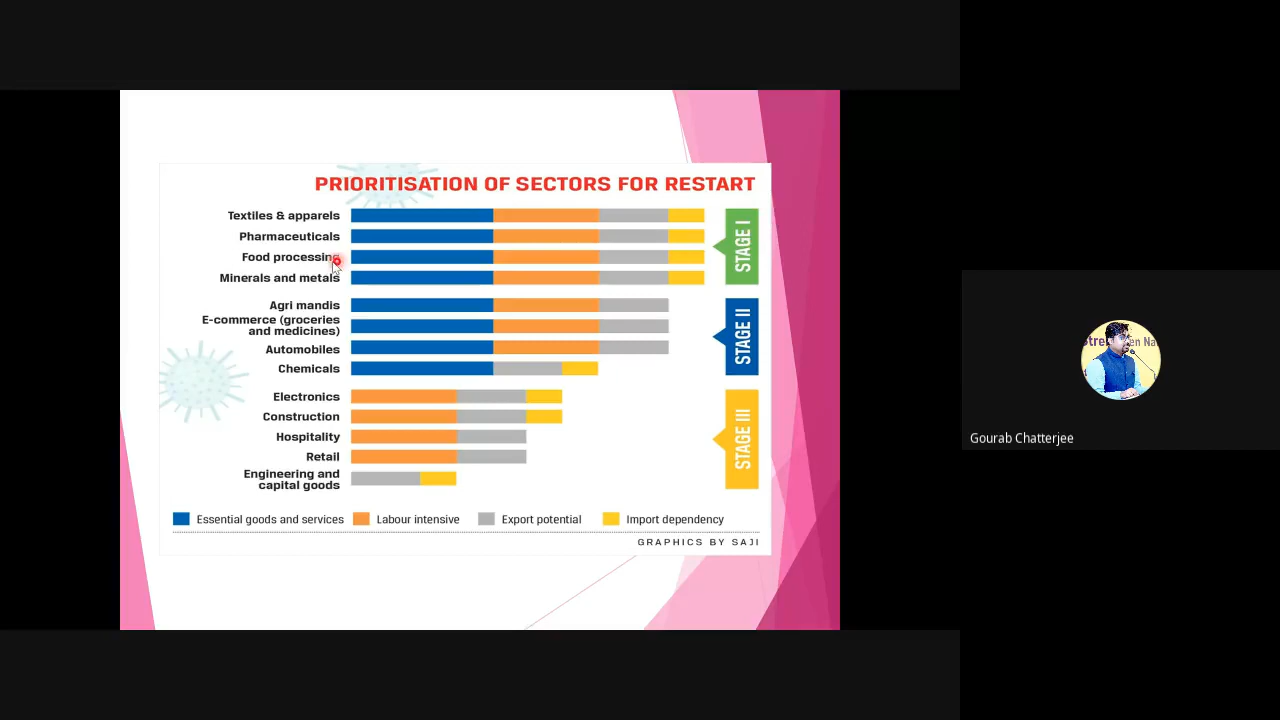 PRIORITISATION OF SECTORS FOR RESTART
Textiles & apparels
Pharmaceuticals
Food processing
Minerals and metals
STAGE I
Agri mandis
E-commerce (groceries
and medicines)
Automobiles
Chemicals
STAGE II
Electronics
Construction
Hospitality
Retail
Engineering and
capital goods
STAGE III
Essential goods and services Labour intensive Export potential Import dependency
GRAPHICS BY SAJI
Gourab Chatterjee